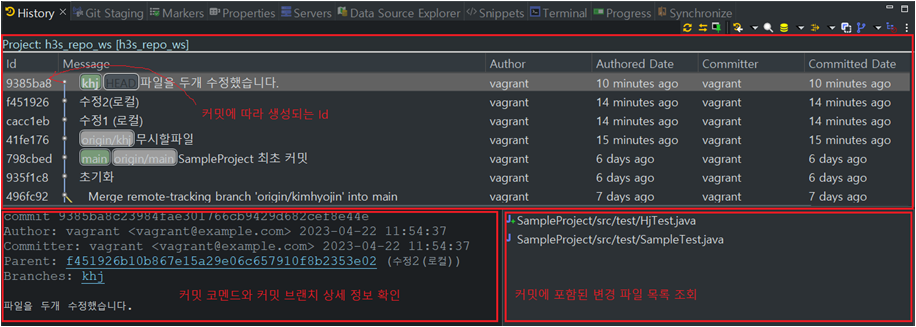 History Git Staging Markers Properties Servers Data Source Explorer Snippets Terminal Progress Synchronize
Project: h3s_repo_ws [h3s_repo_ws]
Id Message Author Authored Date Committer Committed Date
9385ba8 khj HEAD 파일을 두개 수정했습니다. vagrant 10 minutes ago vagrant 10 minutes ago
f451926 수정2(로컬) vagrant 14 minutes ago vagrant 14 minutes ago
커밋에 따라 생성되는 Id
cacc1eb 수정1 (로컬) vagrant 14 minutes ago vagrant 14 minutes ago
41fe176 origin/khj 무시할파일 vagrant 15 minutes ago vagrant 15 minutes ago
798cbed main origin/main SampleProject 최초 커밋 vagrant 6 days ago vagrant 6 days ago
935f1c8 초기화 vagrant 6 days ago vagrant 6 days ago
496fc92 Merge remote-tracking branch 'origin/kimhyojin' into main vagrant 7 days ago vagrant 7 days ago
commit 9385ba8c23984fae301766cb9429d682cef8e44e
Author: vagrant <vagrant@example.com> 2023-04-22 11:54:37
Committer: vagrant <vagrant@example.com> 2023-04-22 11:54:37
Parent: f451926b10b867e15a29e06c657910f8b2353e02 (수정2(로컬))
Branches: khj
커밋 코멘드와 커밋 브랜치 상세 정보 확인
파일을 두개 수정했습니다.
SampleProject/src/test/HjTest.java
SampleProject/src/test/SampleTest.java
커밋에 포함된 변경 파일 목록 조회